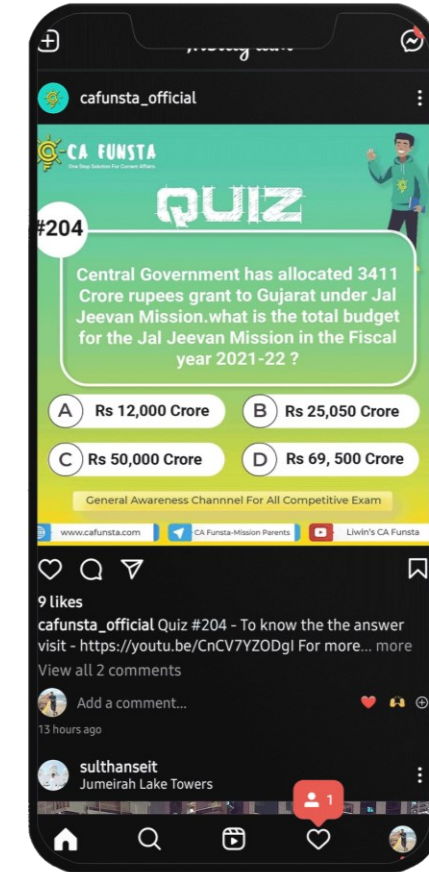 cafunsta_official
CA FUNSTA
One Stop Solution For Current Affairs
QUIZ
#204
Central Government has allocated 3411
Crore rupees grant to Gujarat under Jal
Jeevan Mission.what is the total budget
for the Jal Jeevan Mission in the Fiscal
year 2021-22 ?
A Rs 12,000 Crore
B Rs 25,050 Crore
C Rs 50,000 Crore
D Rs 69, 500 Crore
General Awareness Channnel For All Competitive Exam
www.cafunsta.com
CA Funsta-Mission Parents
Liwin's CA Funsta
9 likes
cafunsta_official Quiz #204 - To know the the answer
visit - https://youtu.be/CnCV7YZODgI For more... more
View all 2 comments
Add a comment...
13 hours ago
sulthanseit
Jumeirah Lake Towers
1